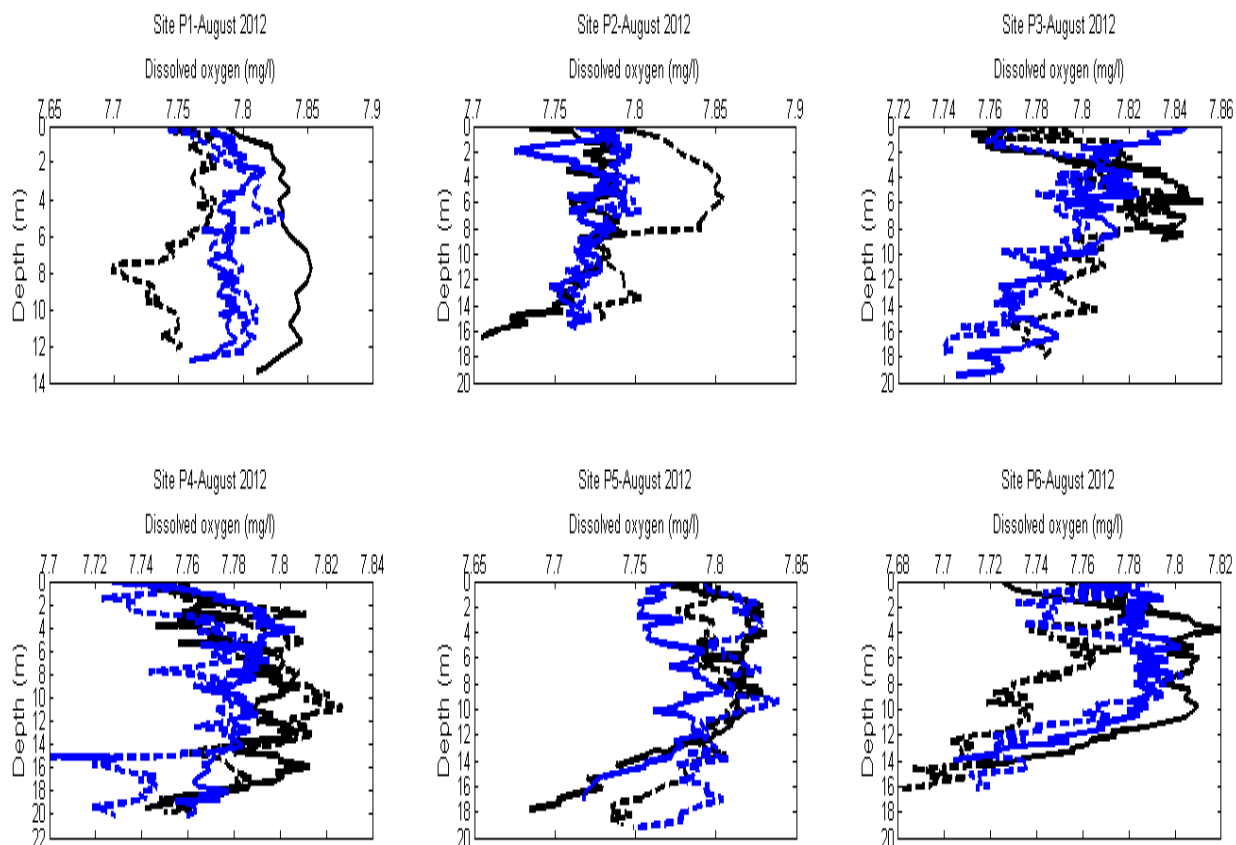 Site P1-August 2012
Dissolved oxygen (mg/l)
7.65 7.7 7.75 7.8 7.85 7.9
0
2
4
6
8
10
12
14
Depth (m)
Site P2-August 2012
Dissolved oxygen (mg/l)
7.7 7.75 7.8 7.85 7.9
0
2
4
6
8
10
12
14
16
18
20
Depth (m)
Site P3-August 2012
Dissolved oxygen (mg/l)
7.72 7.74 7.76 7.78 7.8 7.82 7.84 7.86
0
2
4
6
8
10
12
14
16
18
20
Depth (m)
Site P4-August 2012
Dissolved oxygen (mg/l)
7.7 7.72 7.74 7.76 7.78 7.8 7.82 7.84
0
2
4
6
8
10
12
14
16
18
20
22
Depth (m)
Site P5-August 2012
Dissolved oxygen (mg/l)
7.65 7.7 7.75 7.8 7.85
0
2
4
6
8
10
12
14
16
18
20
Depth (m)
Site P6-August 2012
Dissolved oxygen (mg/l)
7.68 7.7 7.72 7.74 7.76 7.78 7.8 7.82
0
2
4
6
8
10
12
14
16
18
20
Depth (m)